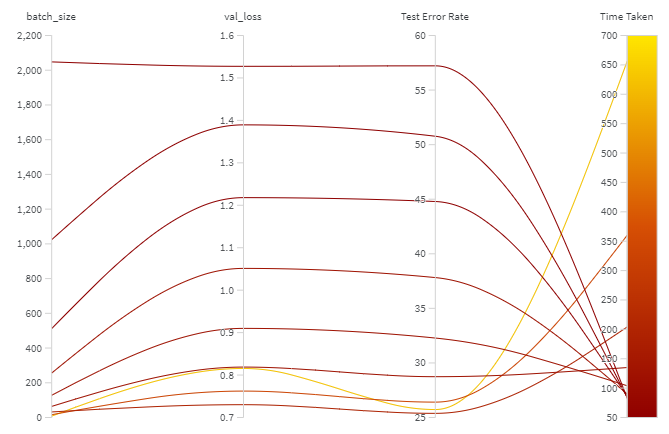 batch_size val_loss Test Error Rate Time Taken
2,200 1.6 60 700
2,000 1.5 55 650
1,800 1.4 50 600
1,600 1.3 45 550
1,400 1.2 40 500
1,200 1.1 35 450
1,000 1.0 30 400
800 0.9 25 350
600 0.8 300
400 0.7 250
200 200
0 150
100
50